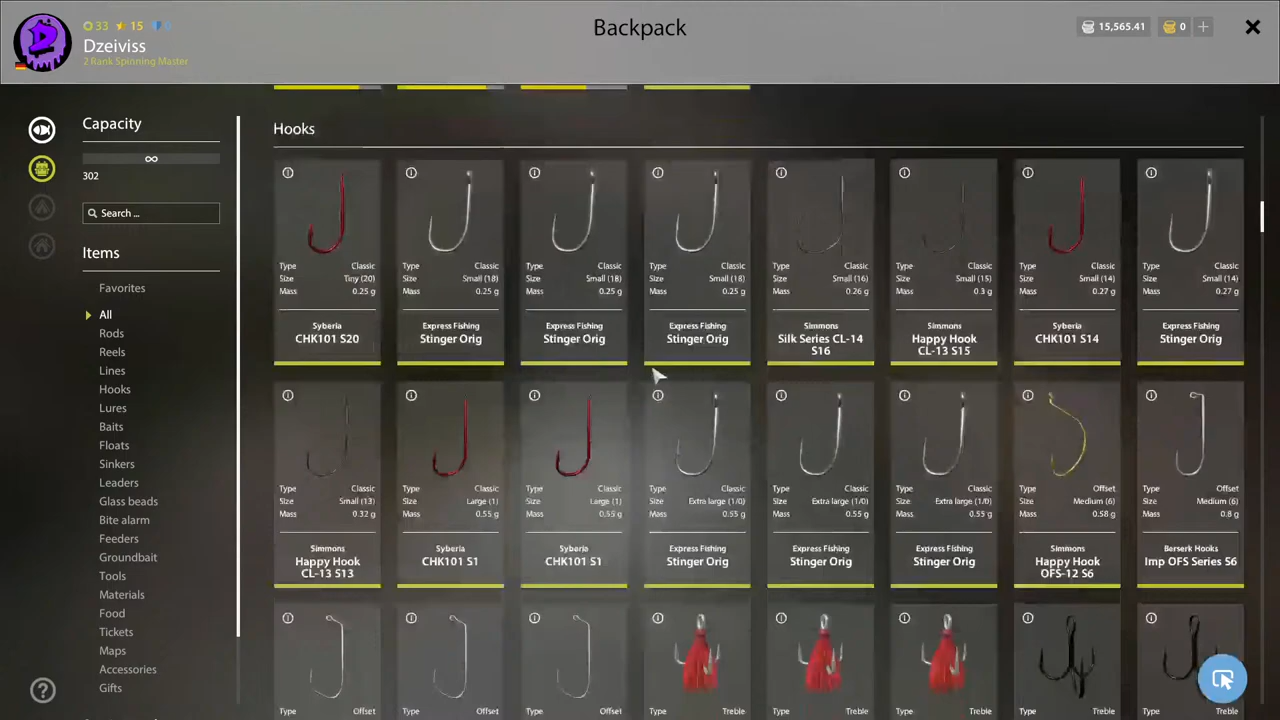 33 15 0
Dzeiviss
2 Rank Spinning Master
Backpack
15,565.41 0 +
Capacity
∞
302
Search ...
Items
Favorites
All
Rods
Reels
Lines
Hooks
Lures
Baits
Floats
Sinkers
Leaders
Glass beads
Bite alarm
Feeders
Groundbait
Tools
Materials
Food
Tickets
Maps
Accessories
Gifts
?
Hooks
Type Classic
Size Tiny (20)
Mass 0.25 g
Syberia
CHK101 S20
Type Classic
Size Small (18)
Mass 0.25 g
Express Fishing
Stinger Orig
Type Classic
Size Small (18)
Mass 0.25 g
Express Fishing
Stinger Orig
Type Classic
Size Small (18)
Mass 0.25 g
Express Fishing
Stinger Orig
Type Classic
Size Small (16)
Mass 0.26 g
Simmons
Silk Series CL-14
S16
Type Classic
Size Small (15)
Mass 0.3 g
Simmons
Happy Hook
CL-13 S15
Type Classic
Size Small (14)
Mass 0.27 g
Syberia
CHK101 S14
Type Classic
Size Small (14)
Mass 0.27 g
Express Fishing
Stinger Orig
Type Classic
Size Small (13)
Mass 0.32 g
Simmons
Happy Hook
CL-13 S13
Type Classic
Size Large (1)
Mass 0.55 g
Syberia
CHK101 S1
Type Classic
Size Large (1)
Mass 0.55 g
Syberia
CHK101 S1
Type Classic
Size Extra large (1/0)
Mass 0.55 g
Express Fishing
Stinger Orig
Type Classic
Size Extra large (1/0)
Mass 0.55 g
Express Fishing
Stinger Orig
Type Classic
Size Extra large (1/0)
Mass 0.55 g
Express Fishing
Stinger Orig
Type Offset
Size Medium (6)
Mass 0.58 g
Simmons
Happy Hook
OFS-12 S6
Type Offset
Size Medium (6)
Mass 0.8 g
Berserk Hooks
Imp OFS Series S6
Type Offset
Type Offset
Type Offset
Type Treble
Type Treble
Type Treble
Type Treble
Type Treble